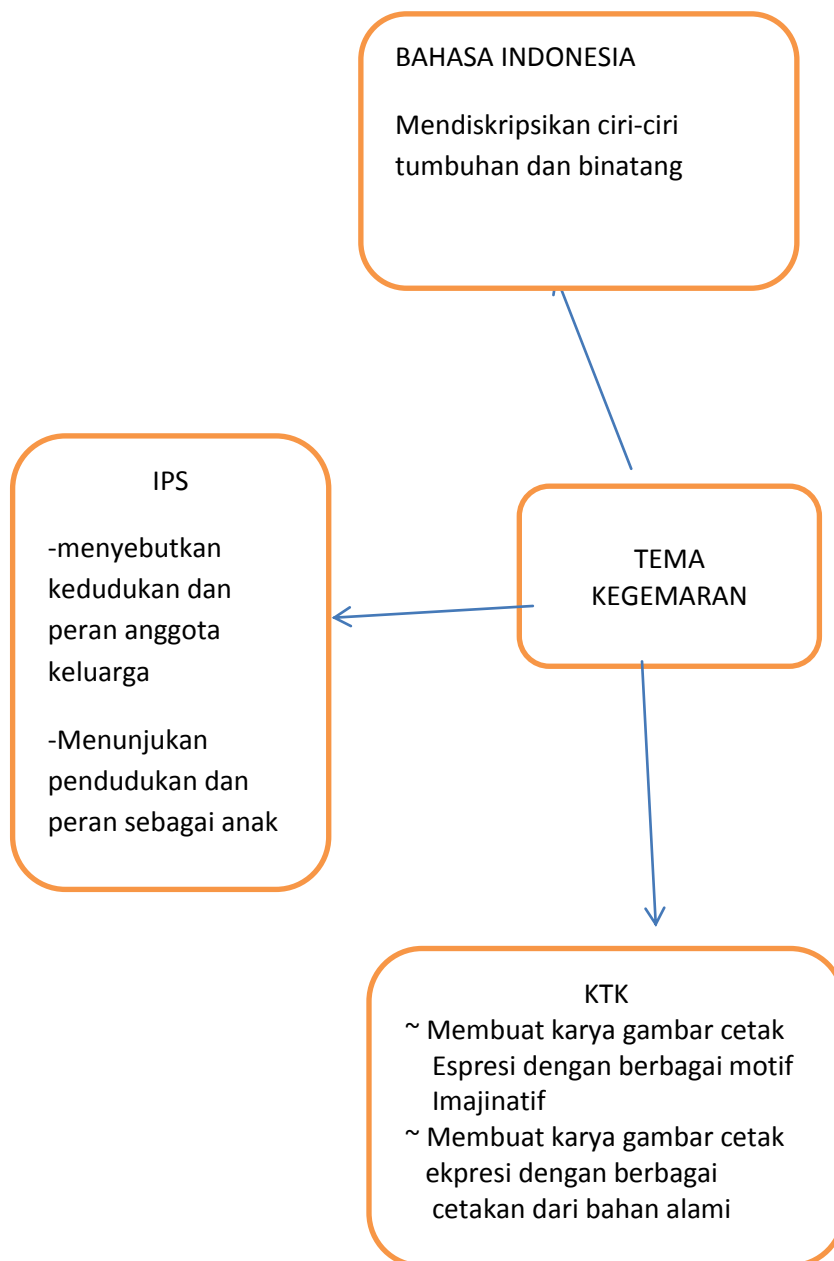 BAHASA INDONESIA
Mendiskripsikan ciri-ciri
tumbuhan dan binatang
IPS
-menyebutkan
kedudukan dan
peran anggota
keluarga
-Menunjukan
pendudukan dan
peran sebagai anak
TEMA
KEGEMARAN
KTK
~ Membuat karya gambar cetak
Espresi dengan berbagai motif
Imajinatif
~ Membuat karya gambar cetak
ekpresi dengan berbagai
cetakan dari bahan alami